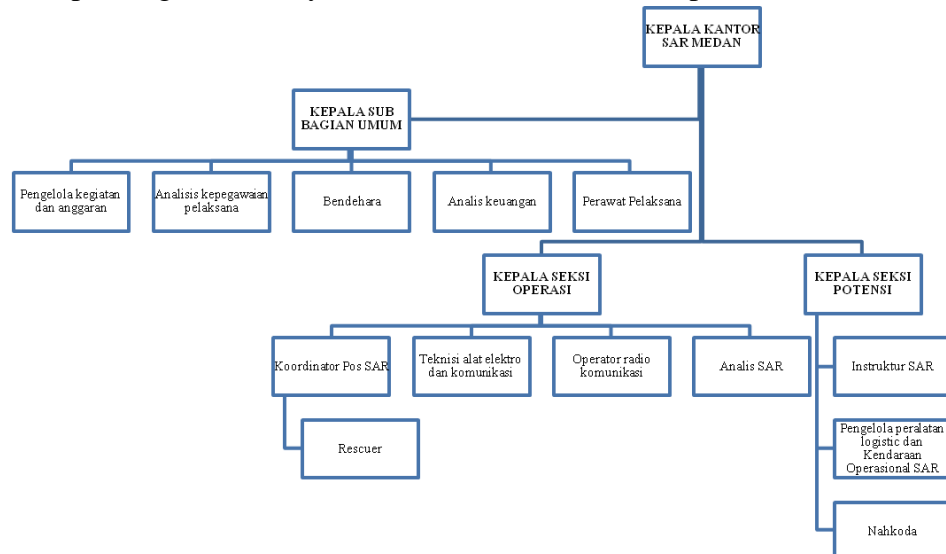 KEPALA KANTOR
SAR MEDAN
KEPALA SUB
BAGIAN UMUM
Pengelola kegiatan
dan anggaran
Analisis kepegawaian
pelaksana
Bendehara
Analis keuangan
Perawat Pelaksana
KEPALA SEKSI
OPERASI
KEPALA SEKSI
POTENSI
Koordinator Pos SAR
Teknisi alat elektro
dan komunikasi
Operator radio
komunikasi
Analis SAR
Instruktur SAR
Rescuer
Pengelola peralatan
logistic dan
Kendaraan
Operasional SAR
Nahkoda